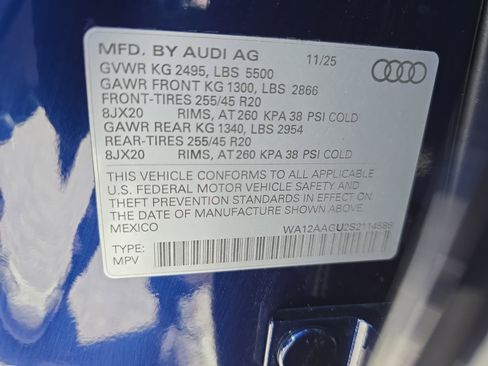 MFD. BY AUDI AG 11/25
GVWR KG 2495, LBS 5500
GAWR FRONT KG 1300, LBS 2866
FRONT-TIRES 255/45 R20
8JX20 RIMS, AT 260 KPA 38 PSI COLD
GAWR REAR KG 1340, LBS 2954
REAR-TIRES 255/45 R20
8JX20 RIMS, AT 260 KPA 38 PSI COLD
THIS VEHICLE CONFORMS TO ALL APPLICABLE
U.S. FEDERAL MOTOR VEHICLE SAFETY AND
THEFT PREVENTION STANDARDS IN EFFECT ON
THE DATE OF MANUFACTURE SHOWN ABOVE.
MEXICO
TYPE:
MPV